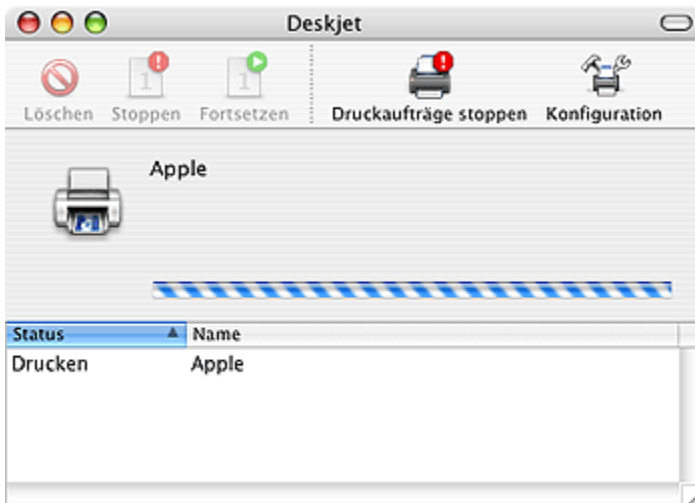 Deskjet
Löschen Stoppen Fortsetzen Druckaufträge stoppen Konfiguration
Apple
Status Name
Drucken Apple